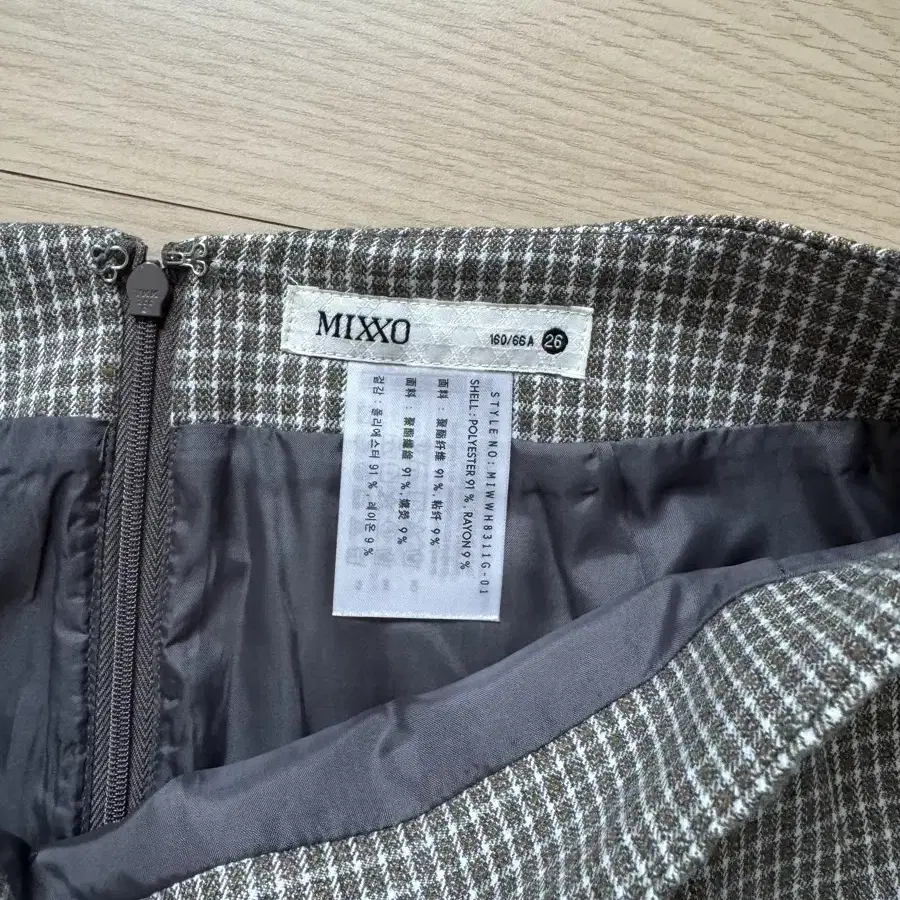 MIXXO
160/66A 26
STYLE NO: MIWWH8311G-01
SHELL: POLYESTER 91%, RAYON 9%
面料: 聚酯纤维 91%, 粘纤 9%
面料: 聚酯纖維 91%, 嫘熒 9%
겉감: 폴리에스터 91%, 레이온 9%